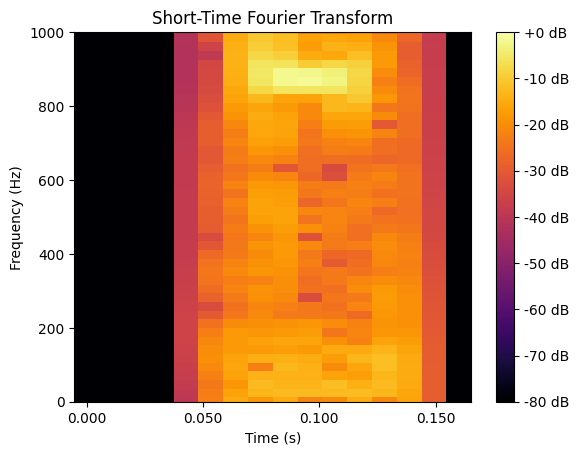 Short-Time Fourier Transform
Frequency (Hz)
1000
800
600
400
200
0
0.000
0.050
0.100
0.150
Time (s)
+0 dB
-10 dB
-20 dB
-30 dB
-40 dB
-50 dB
-60 dB
-70 dB
-80 dB